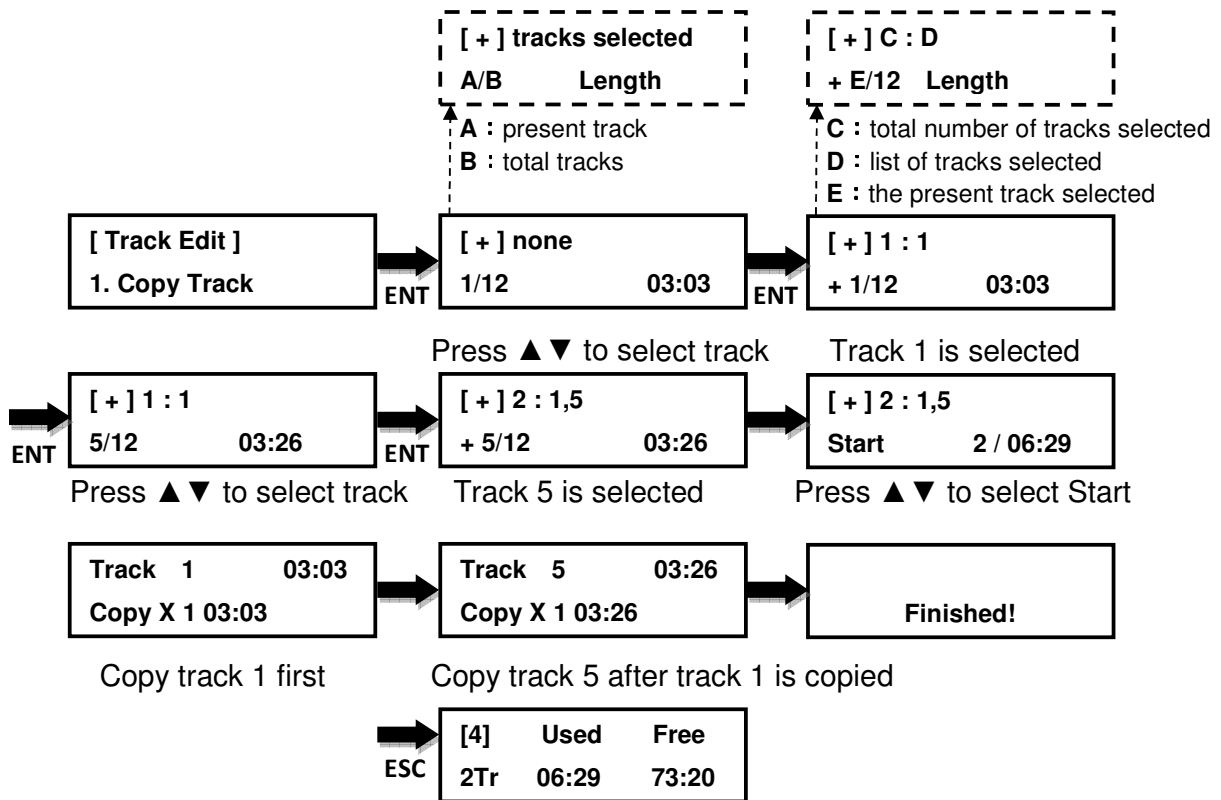 [ + ] tracks selected
A/B Length
[ + ] C : D
+ E/12 Length
A : present track
B : total tracks
C : total number of tracks selected
D : list of tracks selected
E : the present track selected
[ Track Edit ]
1. Copy Track
ENT
[ + ] none
1/12 03:03
ENT
[ + ] 1 : 1
+ 1/12 03:03
Press ▲▼ to select track
Track 1 is selected
ENT
[ + ] 1 : 1
5/12 03:26
ENT
[ + ] 2 : 1,5
+ 5/12 03:26
[ + ] 2 : 1,5
Start 2 / 06:29
Press ▲▼ to select track
Track 5 is selected
Press ▲▼ to select Start
Track 1 03:03
Copy X 1 03:03
Track 5 03:26
Copy X 1 03:26
Finished!
Copy track 1 first
Copy track 5 after track 1 is copied
ESC
[4] Used Free
2Tr 06:29 73:20